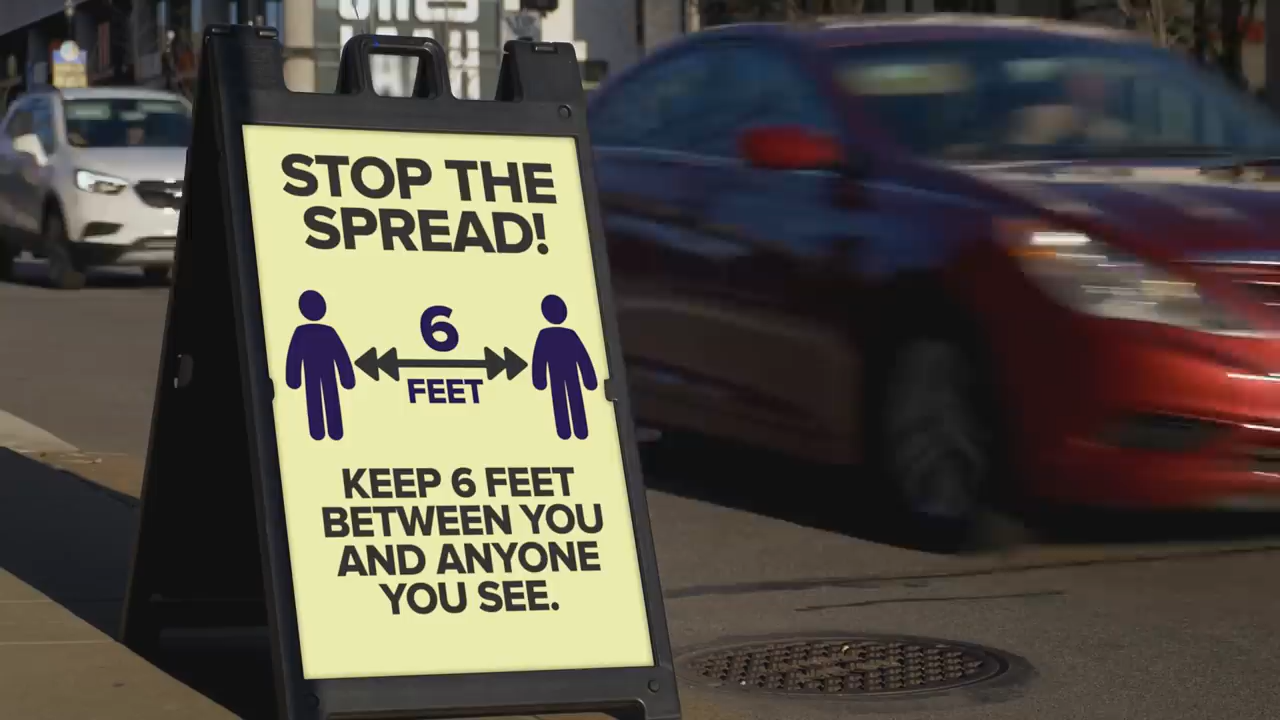 STOP THE
SPREAD!
6
FEET
KEEP 6 FEET
BETWEEN YOU
AND ANYONE
YOU SEE.